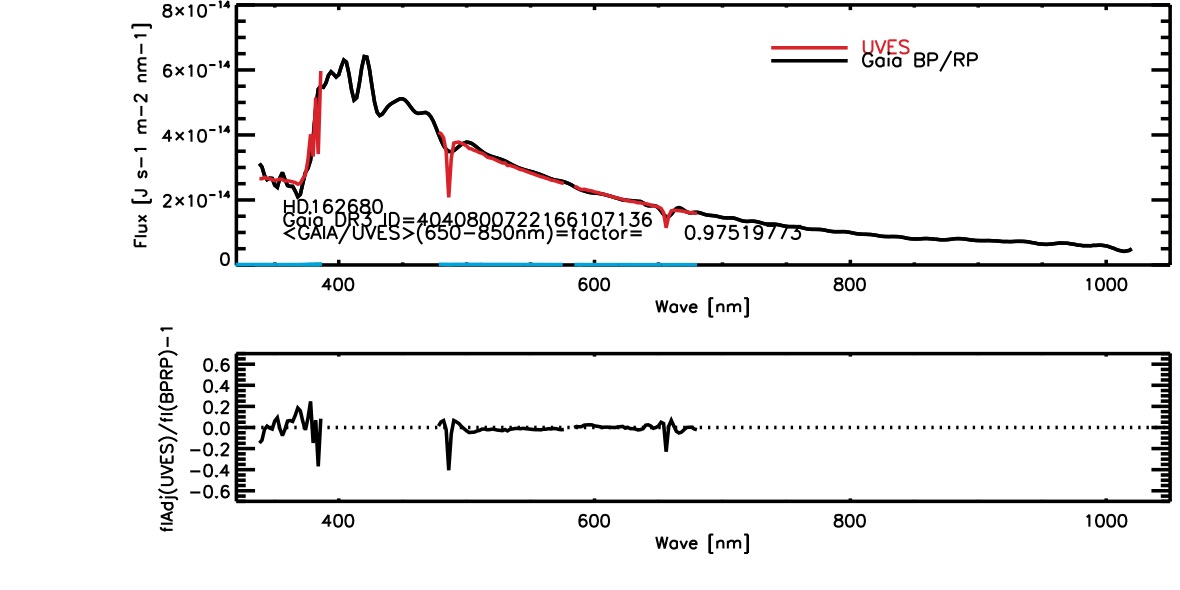 8×10−14
6×10−14
4×10−14
2×10−14
0
Flux [J s−1 m−2 nm−1]
UVES
Gaia BP/RP
HD162680
Gaia DR3 ID=4040800722166107136
<GAIA/UVES>(650−850nm)=factor= 0.97519773
400 600 800 1000
Wave [nm]
flAdj(UVES)/fl(BPRP)−1
0.6
0.4
0.2
0.0
−0.2
−0.4
−0.6
400 600 800 1000
Wave [nm]